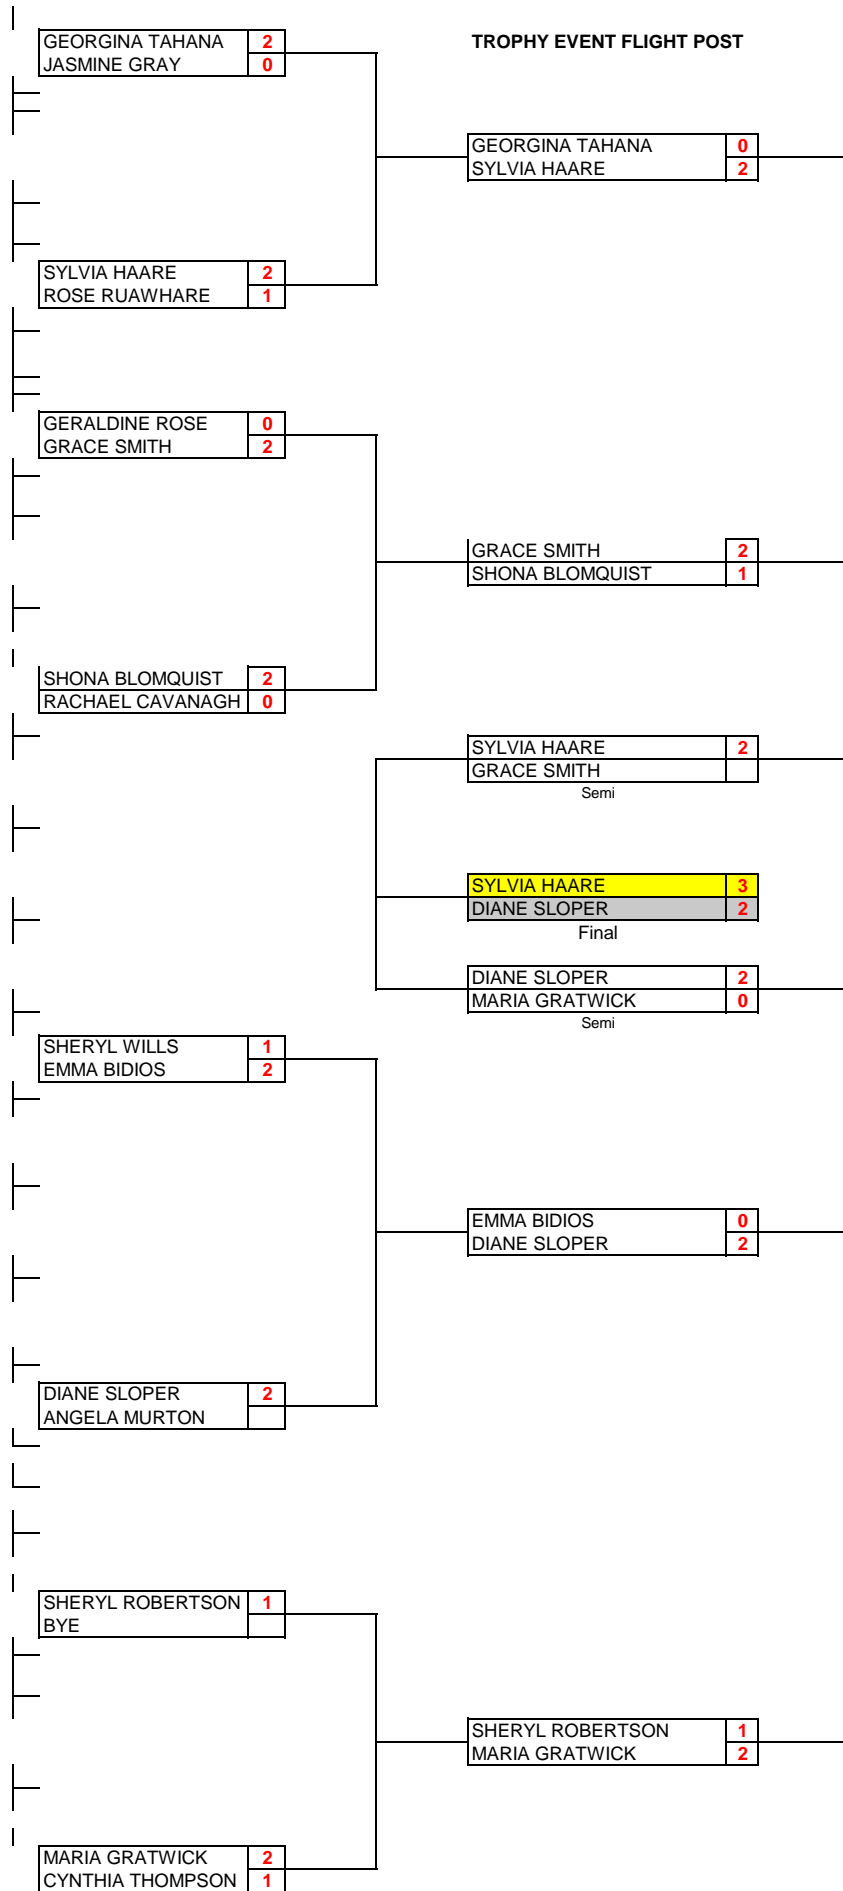 GEORGINA TAHANA 2
JASMINE GRAY 0
TROPHY EVENT FLIGHT POST
GEORGINA TAHANA 0
SYLVIA HAARE 2
SYLVIA HAARE 2
ROSE RUAWHARE 1
GERALDINE ROSE 0
GRACE SMITH 2
GRACE SMITH 2
SHONA BLOMQUIST 1
SHONA BLOMQUIST 2
RACHAEL CAVANAGH 0
SYLVIA HAARE 2
GRACE SMITH
Semi
SYLVIA HAARE 3
DIANE SLOPER 2
Final
DIANE SLOPER 2
MARIA GRATWICK 0
Semi
SHERYL WILLS 1
EMMA BIDIOS 2
EMMA BIDIOS 0
DIANE SLOPER 2
DIANE SLOPER 2
ANGELA MURTON
SHERYL ROBERTSON 1
BYE
SHERYL ROBERTSON 1
MARIA GRATWICK 2
MARIA GRATWICK 2
CYNTHIA THOMPSON 1